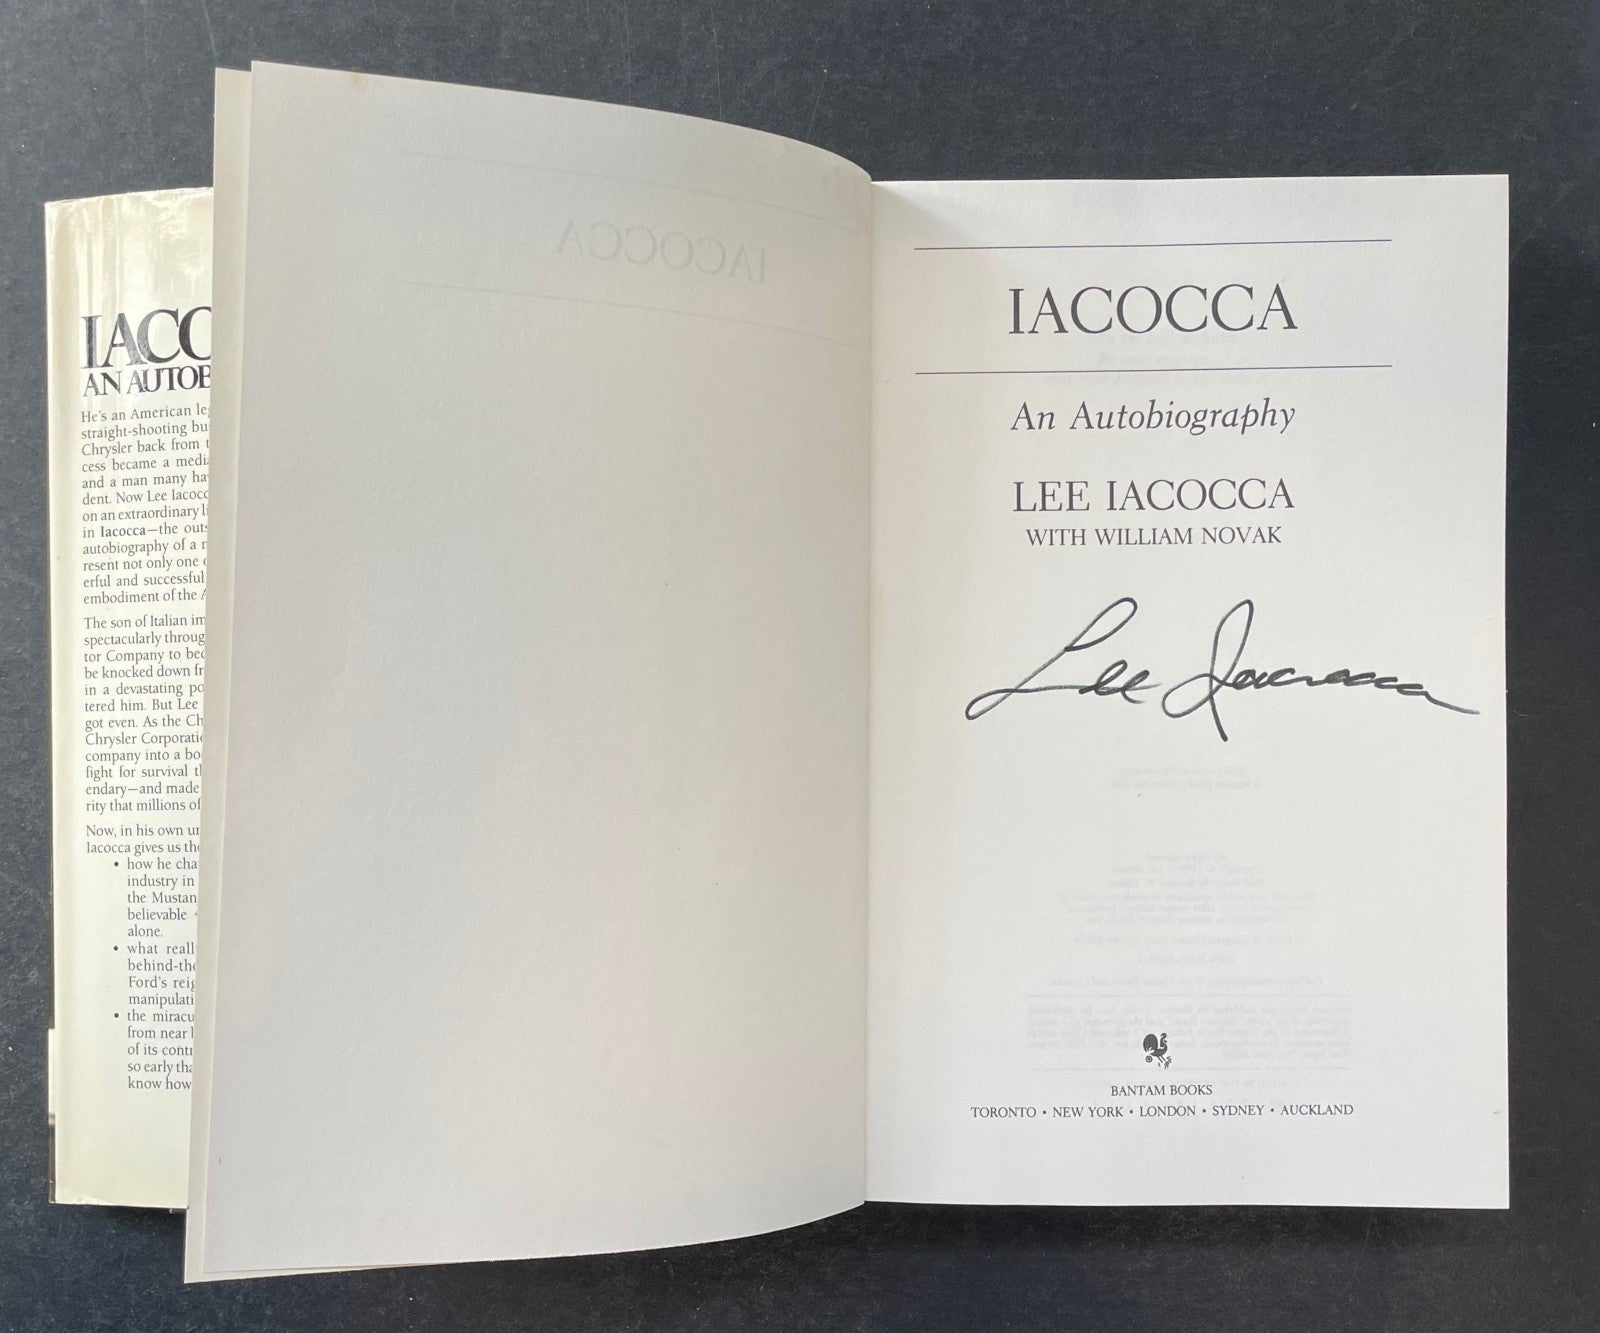 IACOC
AN AUTOB
He's an American leg
straight-shooting bu
Chrysler back from t
cess became a media
and a man many ha
dent. Now Lee Iacocc
on an extraordinary li
in Iacocca—the outs
autobiography of a
resent not only one
erful and successful
embodiment of the A
The son of Italian im
spectacularly throug
tor Company to bec
be knocked down fr
in a devastating po
tered him. But Lee
got even. As the Ch
Chrysler Corporati
company into a bo
fight for survival t
endary—and made
rity that millions of
Now, in his own un
Iacocca gives us the
• how he cha
industry in
the Mustan
believable
alone.
• what reall
behind-the
Ford's reig
manipulati
• the miracu
from near
of its cont
so early tha
know how
IACOCCA
IACOCCA
An Autobiography
LEE IACOCCA
WITH WILLIAM NOVAK
Lee Iacocca
BANTAM BOOKS
TORONTO • NEW YORK • LONDON • SYDNEY • AUCKLAND